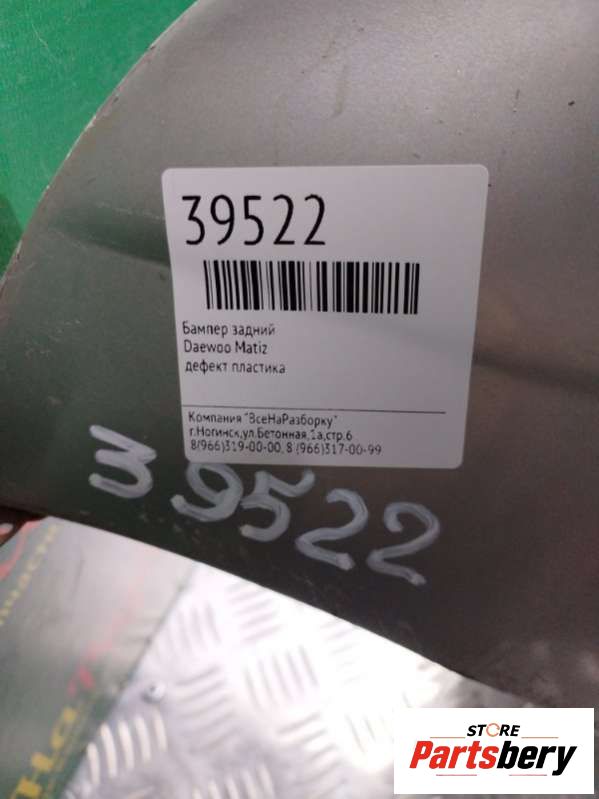 39522
Бампер задний
Daewoo Matiz
дефект пластика
Компания "ВсеНаРазборку"
г.Ногинск,ул.Бетонная,1а,стр.6
8(966)319-00-00, 8 (966)317-00-99
39522
STORE
Partsbery